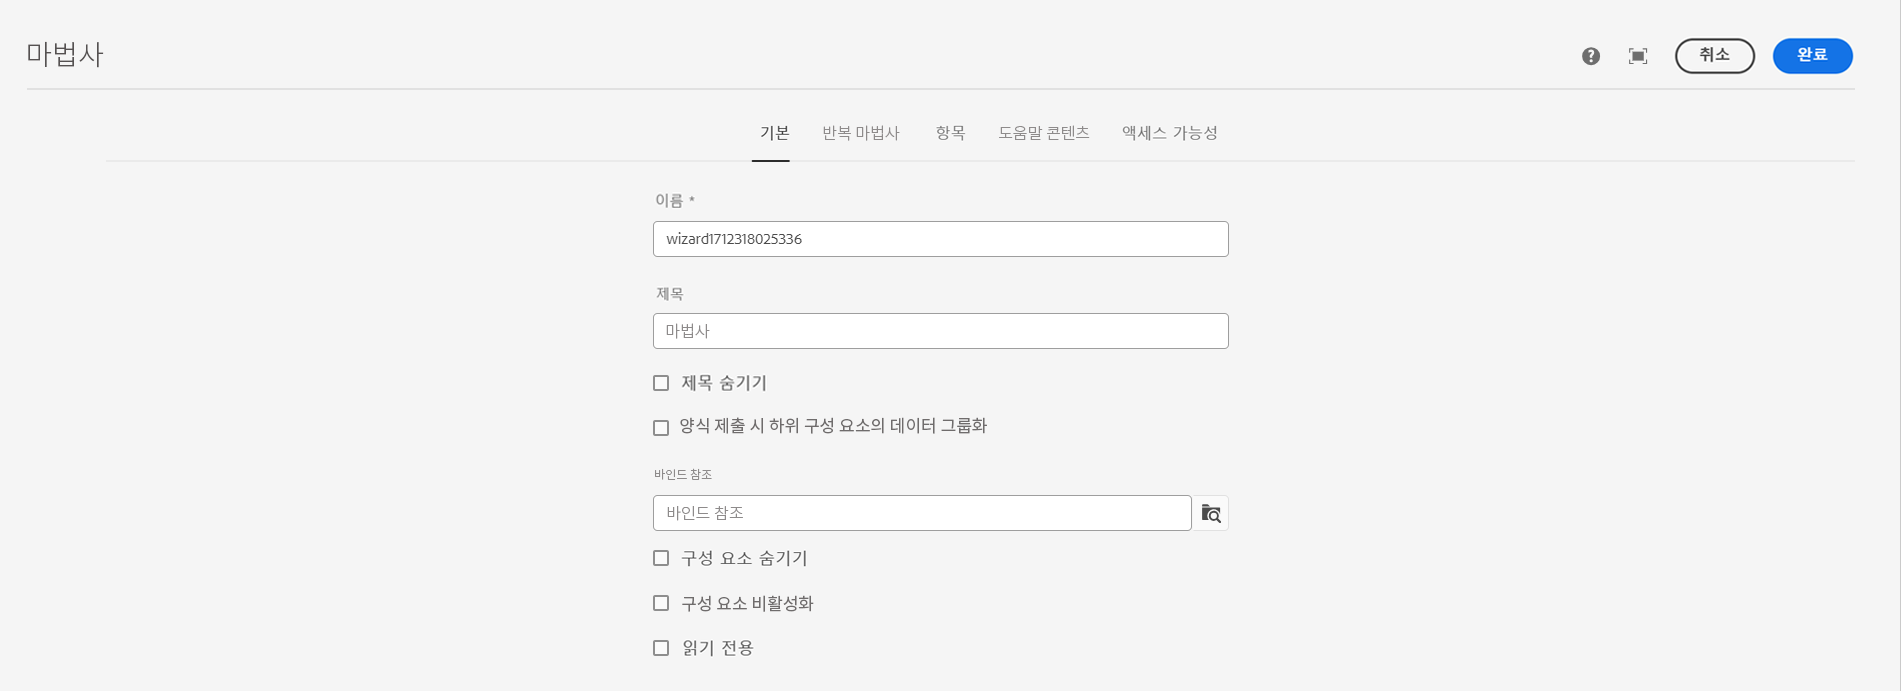 마법사
취소
완료
기본
반복 마법사
항목
도움말 콘텐츠
액세스 가능성
이름 *
wizard1712318025336
제목
마법사
제목 숨기기
양식 제출 시 하위 구성 요소의 데이터 그룹화
바인드 참조
바인드 참조
구성 요소 숨기기
구성 요소 비활성화
읽기 전용